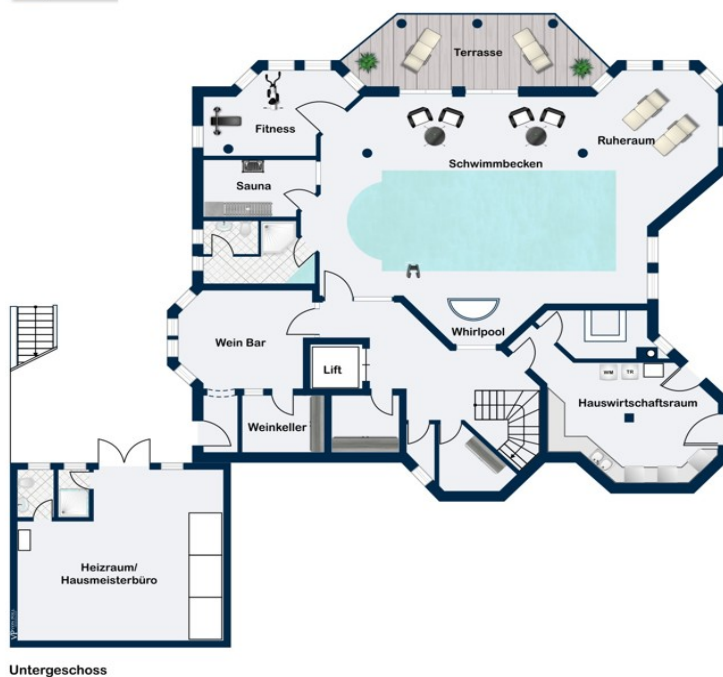 Terrasse
Fitness
Ruheraum
Schwimmbecken
Sauna
Wein Bar
Whirlpool
Lift
WM
TR
Hauswirtschaftsraum
Weinkeller
Heizraum/
Hausmeisterbüro
Untergeschoss